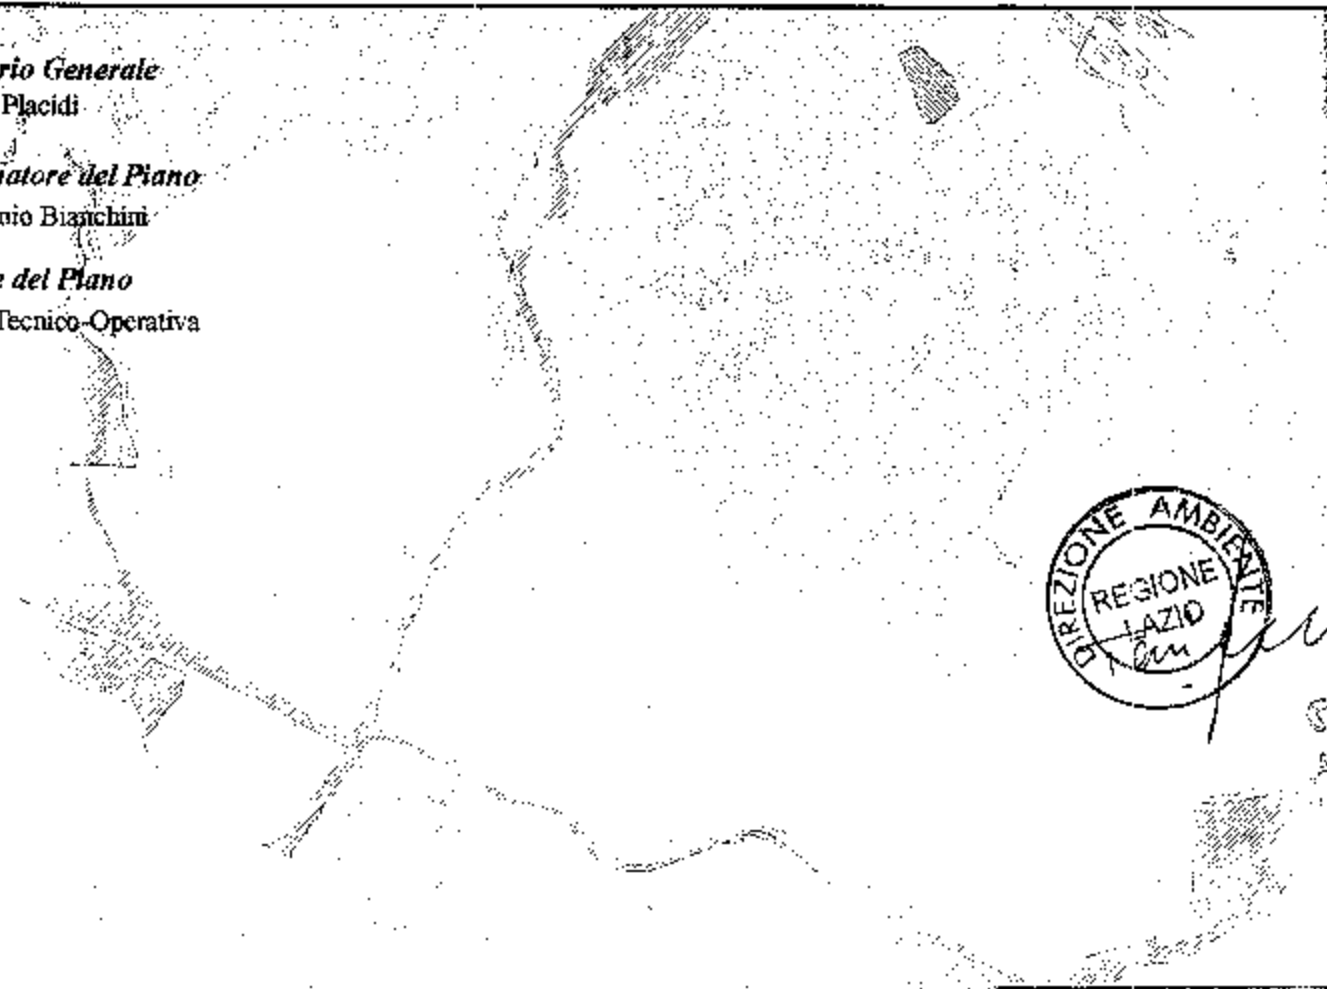 rio Generale
Placidi
iatore del Piano
nio Bianchini
e del Piano
Tecnico-Operativa
DIREZIONE AMBIENTE
REGIONE
LAZIO